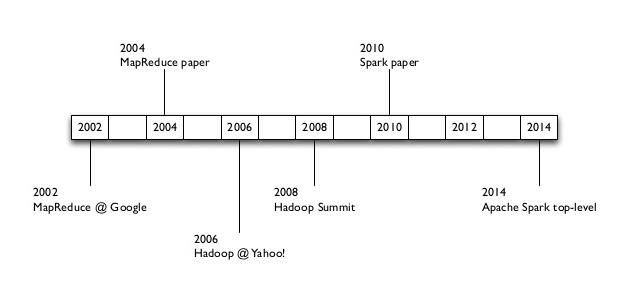 2004
MapReduce paper
2010
Spark paper
2002 2004 2006 2008 2010 2012 2014
2002
MapReduce @ Google
2008
Hadoop Summit
2014
Apache Spark top-level
2006
Hadoop @ Yahoo!